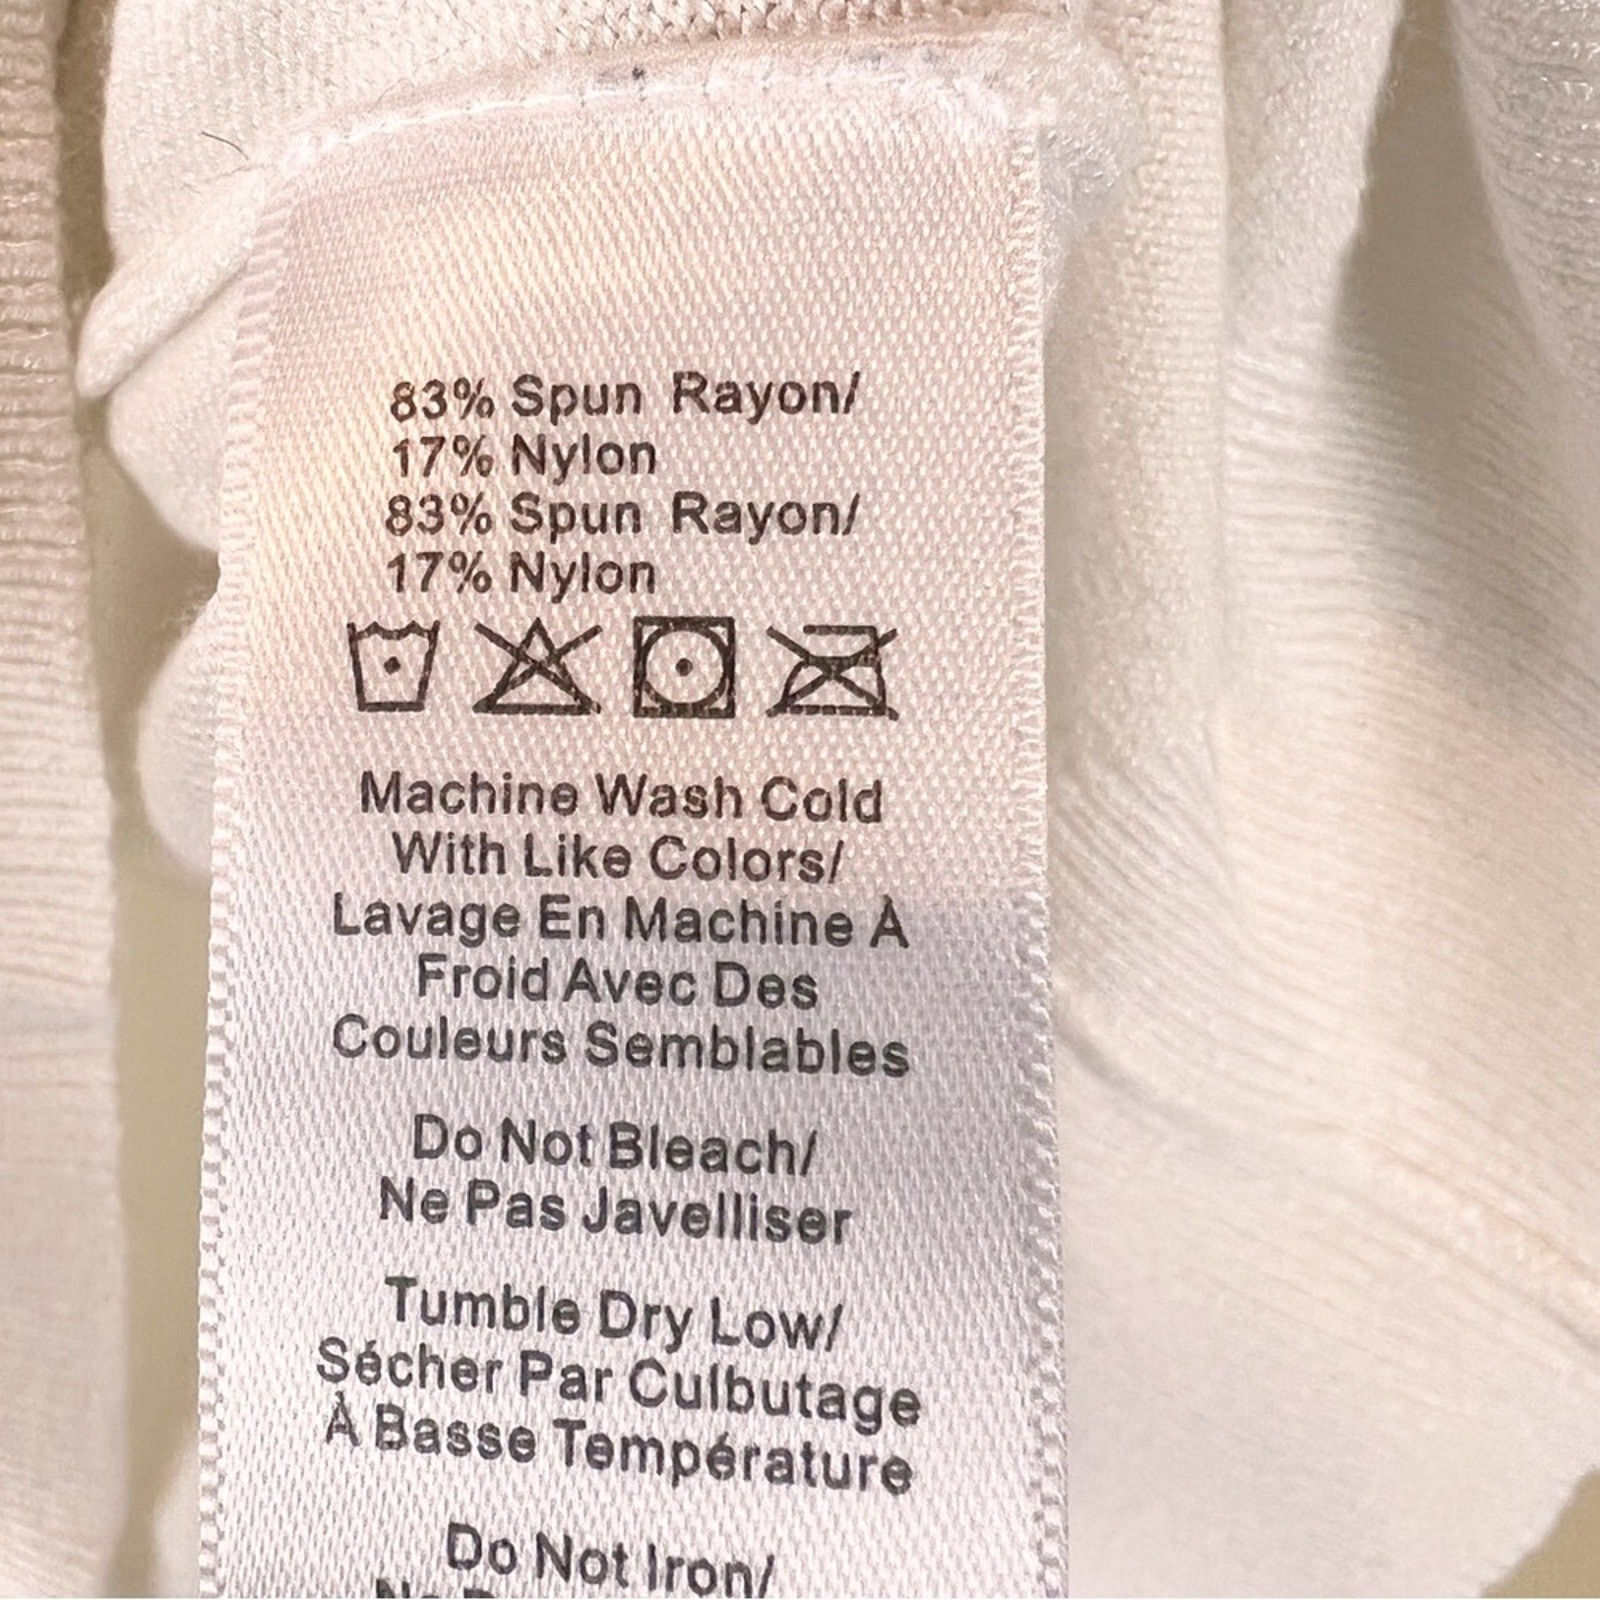 83% Spun Rayon/
17% Nylon
83% Spun Rayon/
17% Nylon
Machine Wash Cold
With Like Colors/
Lavage En Machine À
Froid Avec Des
Couleurs Semblables
Do Not Bleach/
Ne Pas Javelliser
Tumble Dry Low/
Sécher Par Culbutage
À Basse Température
Do Not Iron/